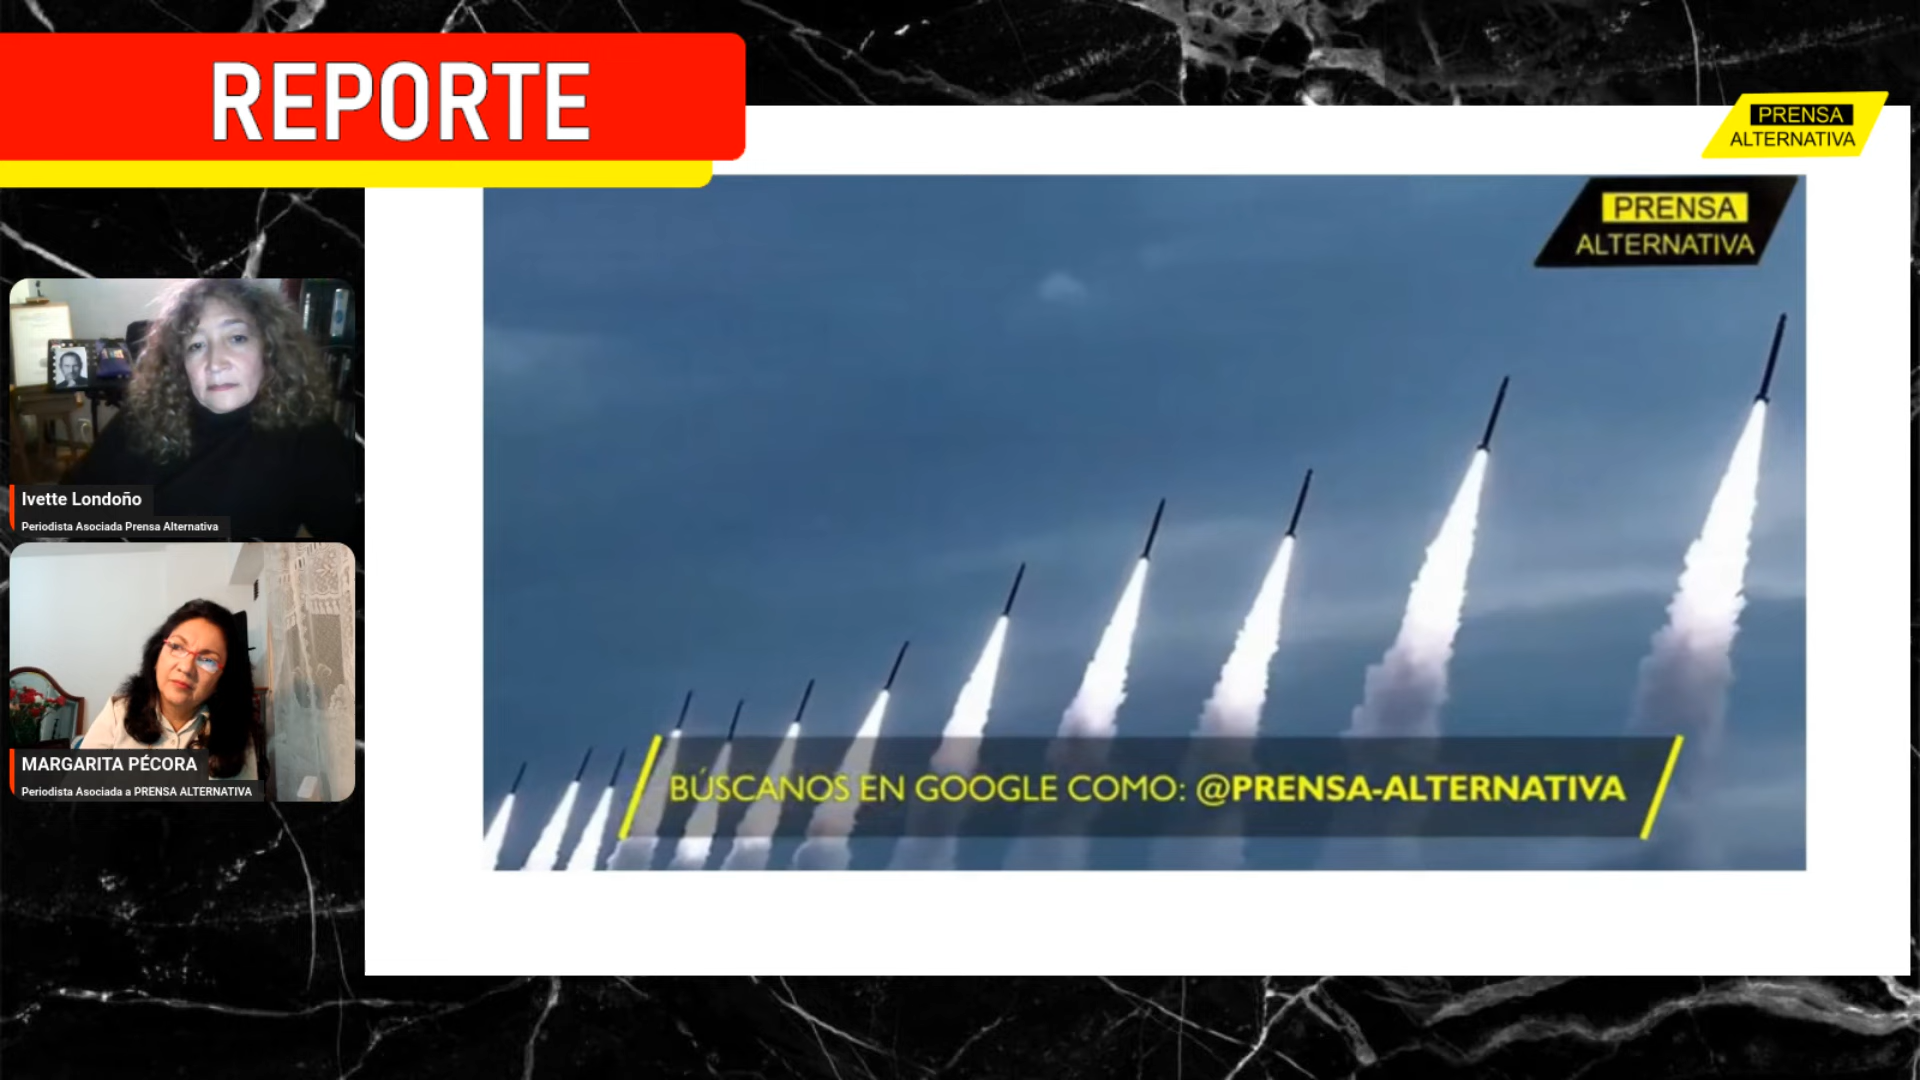 REPORTE
PRENSA
ALTERNATIVA
PRENSA
ALTERNATIVA
Ivette Londoño
Periodista Asociada Prensa Alternativa
MARGARITA PÉCORA
Periodista Asociada a PRENSA ALTERNATIVA
BÚSCANOS EN GOOGLE COMO: @PRENSA-ALTERNATIVA